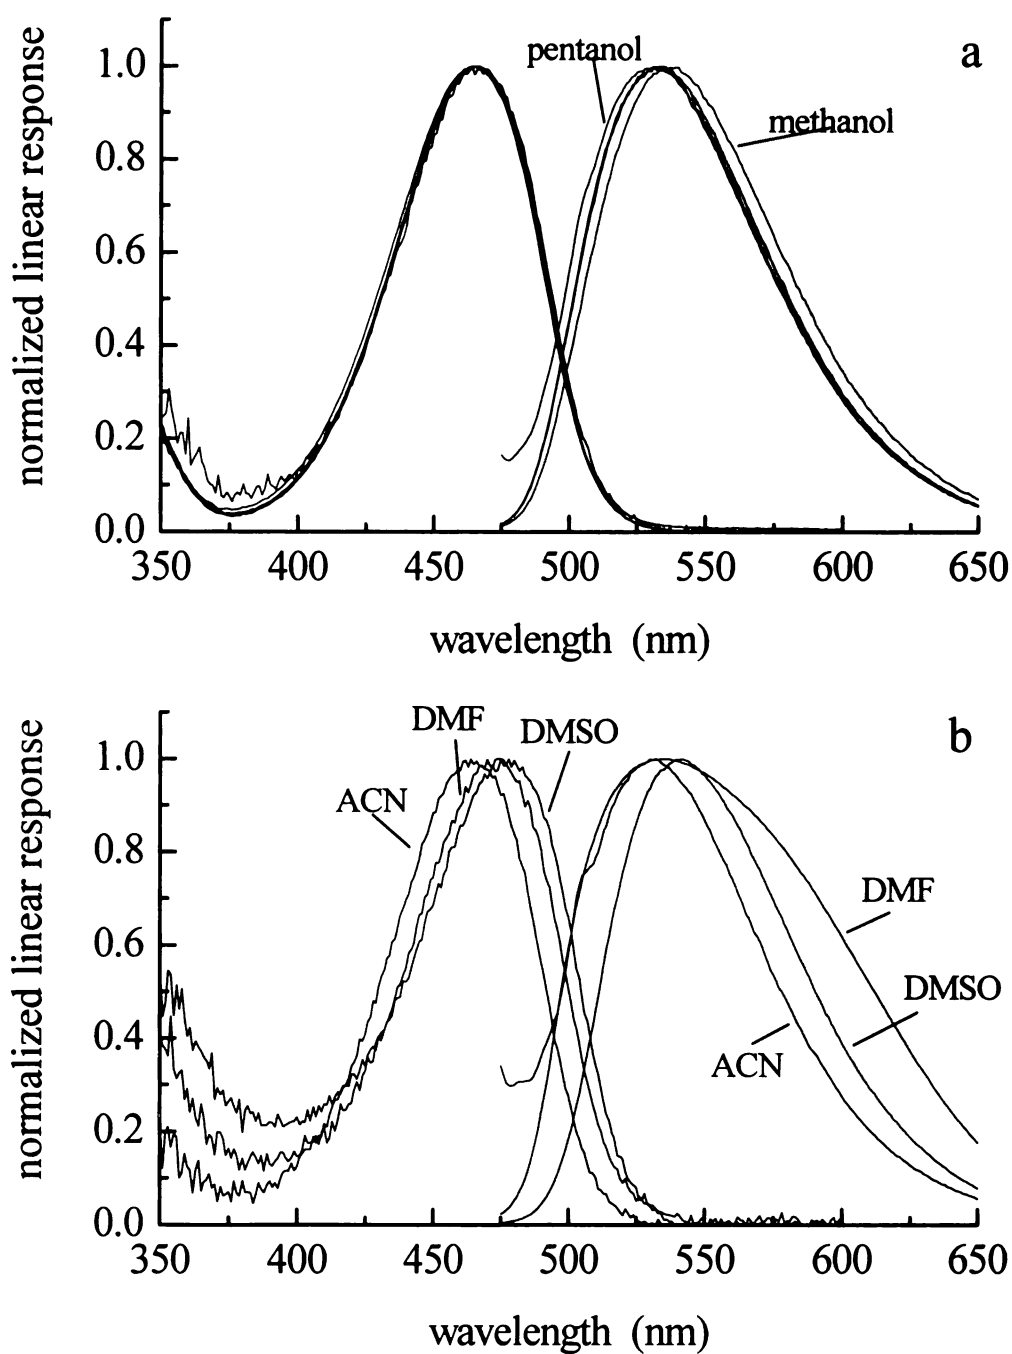 pentanol
a
methanol
normalized linear response
1.0
0.8
0.6
0.4
0.2
0.0
350 400 450 500 550 600 650
wavelength (nm)
DMF
DMSO
b
ACN
normalized linear response
1.0
0.8
0.6
0.4
0.2
0.0
DMF
DMSO
ACN
350 400 450 500 550 600 650
wavelength (nm)